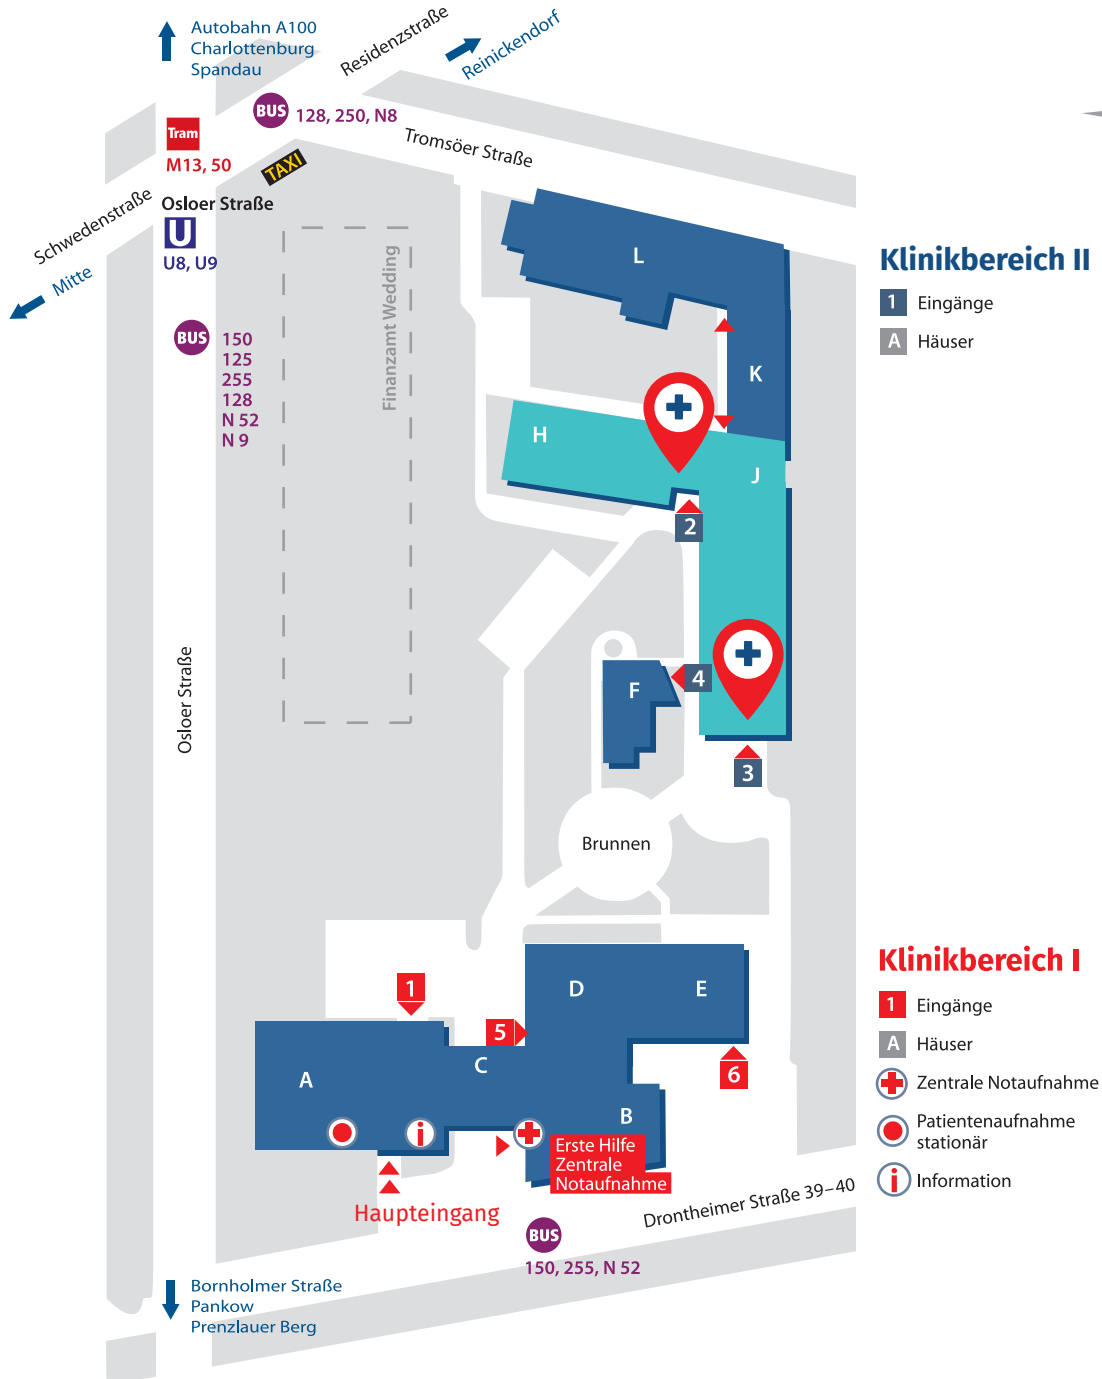 Autobahn A100
Charlottenburg
Spandau
Residenzstraße
Reinickendorf
BUS
128, 250, N8
Tromsöer Straße
Tram
M13, 50
TAXI
Schwedenstraße
Osloer Straße
U
U8, U9
Mitte
BUS
150
125
255
128
N 52
N 9
Finanzamt Wedding
L
K
H
J
2
F
4
3
Osloer Straße
Brunnen
Klinikbereich II
1 Eingänge
A Häuser
1
5
D
E
C
A
6
B
i
Erste Hilfe
Zentrale
Notaufnahme
Haupteingang
Drontheimer Straße 39–40
BUS
150, 255, N 52
Bornholmer Straße
Pankow
Prenzlauer Berg
Klinikbereich I
1 Eingänge
A Häuser
Zentrale Notaufnahme
Patientenaufnahme
stationär
i Information